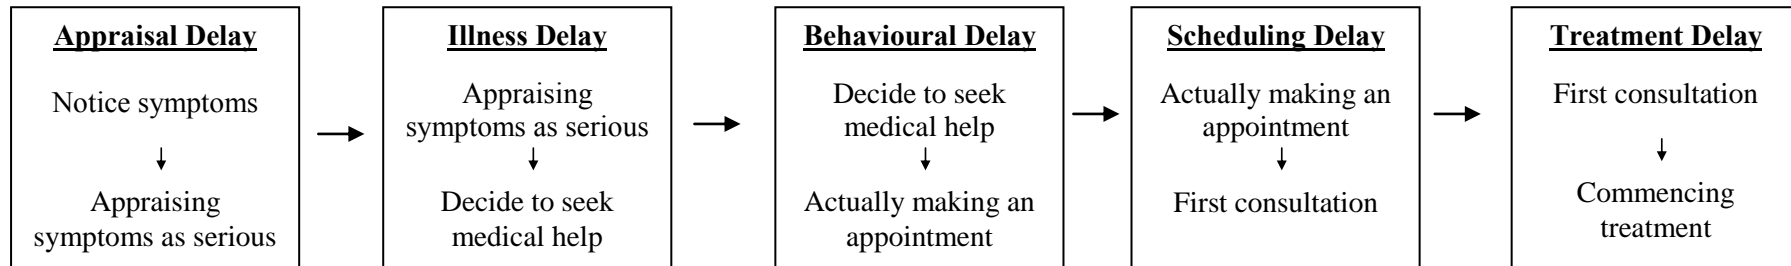 Appraisal Delay
Notice symptoms
Appraising
symptoms as serious
Illness Delay
Appraising
symptoms as serious
Decide to seek
medical help
Behavioural Delay
Decide to seek
medical help
Actually making an
appointment
Scheduling Delay
Actually making an
appointment
First consultation
Treatment Delay
First consultation
Commencing
treatment